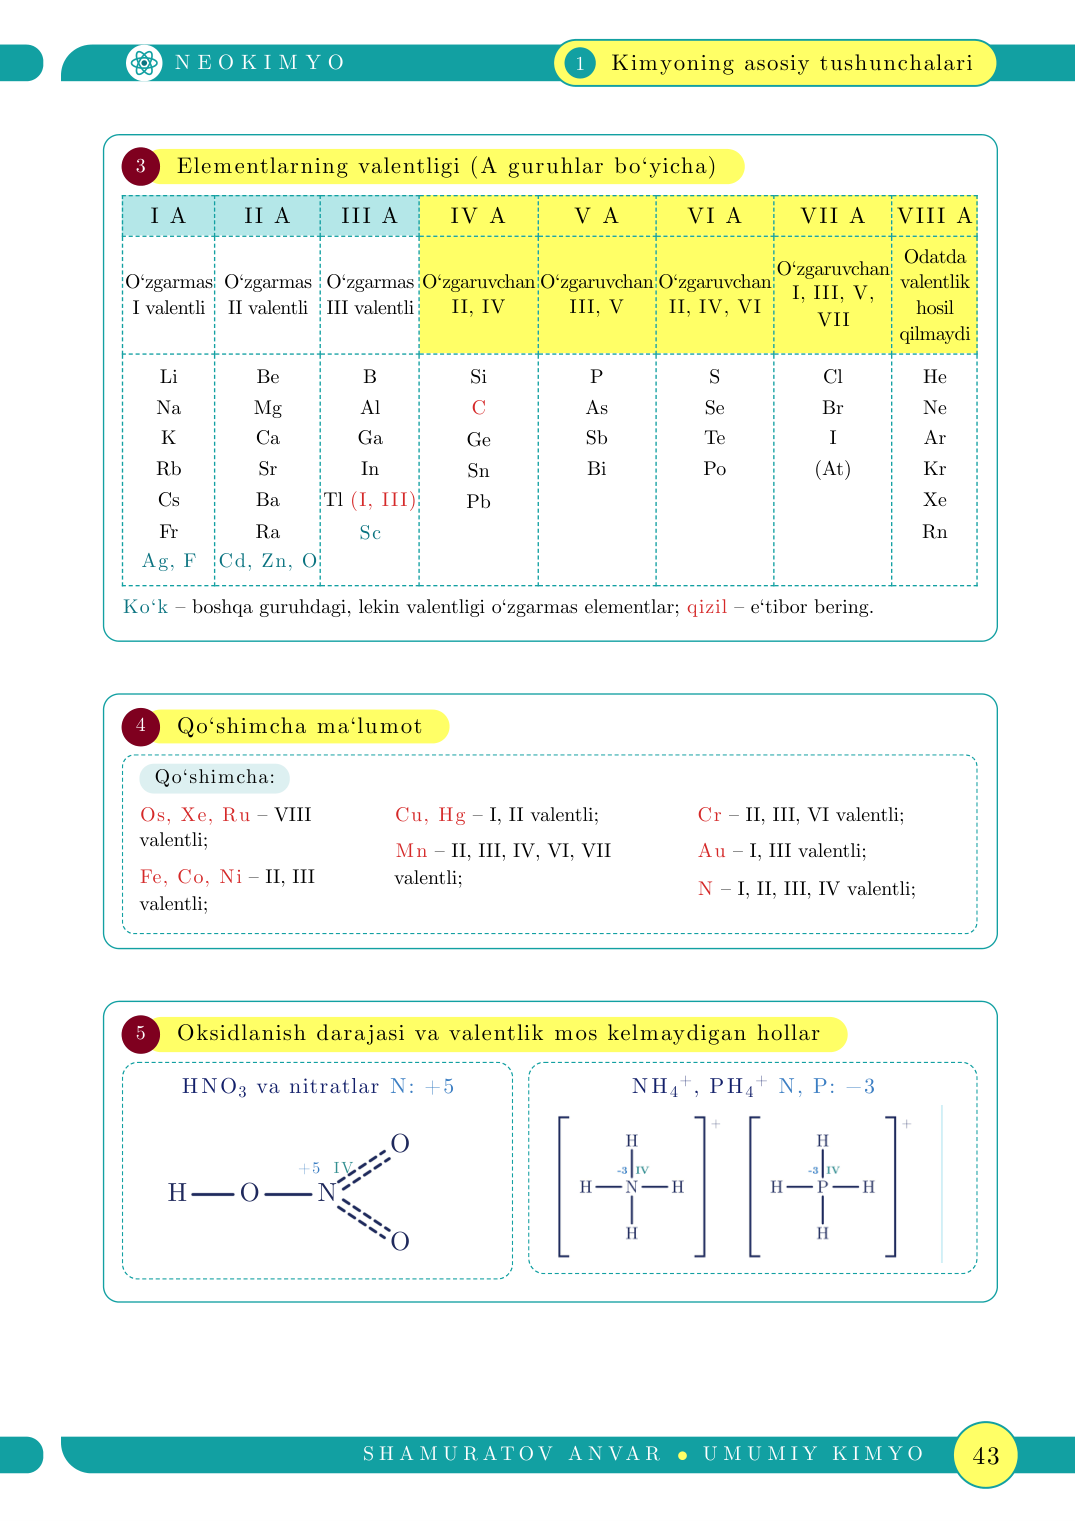 NEOKIMYO
1 Kimyoning asosiy tushunchalari
3 Elementlarning valentligi (A guruhlar bo‘yicha)
I A II A III A IV A V A VI A VII A VIII A
O‘zgarmas I valentli
O‘zgarmas II valentli
O‘zgarmas III valentli
O‘zgaruvchan II, IV
O‘zgaruvchan III, V
O‘zgaruvchan II, IV, VI
O‘zgaruvchan I, III, V, VII
Odatda valentlik hosil qilmaydi
Li Be B Si P S Cl He
Na Mg Al C As Se Br Ne
K Ca Ga Ge Sb Te I Ar
Rb Sr In Sn Bi Po (At) Kr
Cs Ba Tl (I, III) Pb Xe
Fr Ra Sc Rn
Ag, F Cd, Zn, O
Ko‘k – boshqa guruhdagi, lekin valentligi o‘zgarmas elementlar; qizil – e‘tibor bering.
4 Qo‘shimcha ma‘lumot
Qo‘shimcha:
Os, Xe, Ru – VIII
valentli;
Fe, Co, Ni – II, III
valentli;
Cu, Hg – I, II valentli;
Mn – II, III, IV, VI, VII
valentli;
Cr – II, III, VI valentli;
Au – I, III valentli;
N – I, II, III, IV valentli;
5 Oksidlanish darajasi va valentlik mos kelmaydigan hollar
HNO₃ va nitratlar N: +5
O
+5 IV
H O N
O
NH₄⁺, PH₄⁺ N, P: −3
+ +
H H
-3 IV -3 IV
H N H H P H
H H
SHAMURATOV ANVAR • UMUMIY KIMYO
43